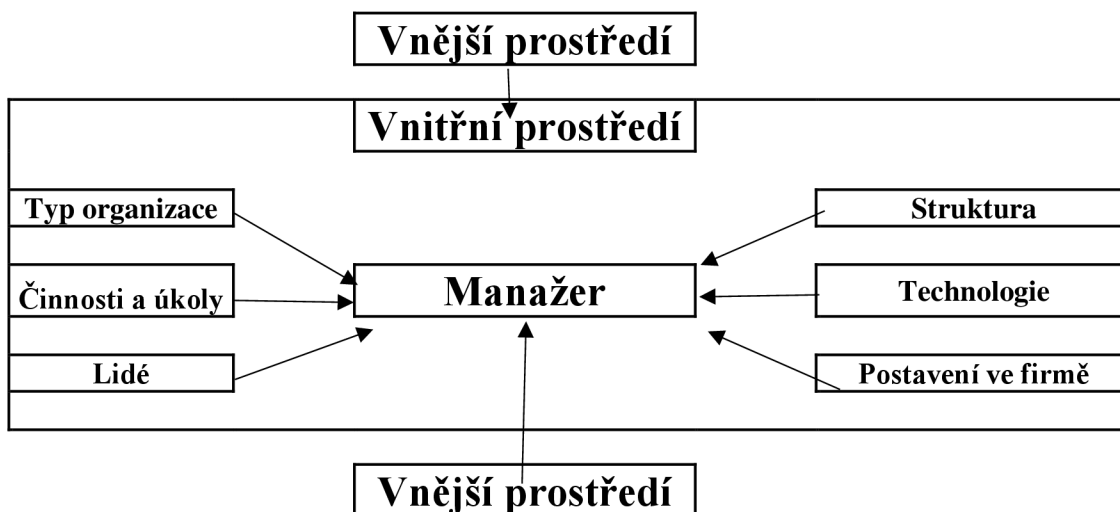 Vnější prostředí
Vnitřní prostředí
Typ organizace
Struktura
Činnosti a úkoly
Manažer
Technologie
Lidé
Postavení ve firmě
Vnější prostředí